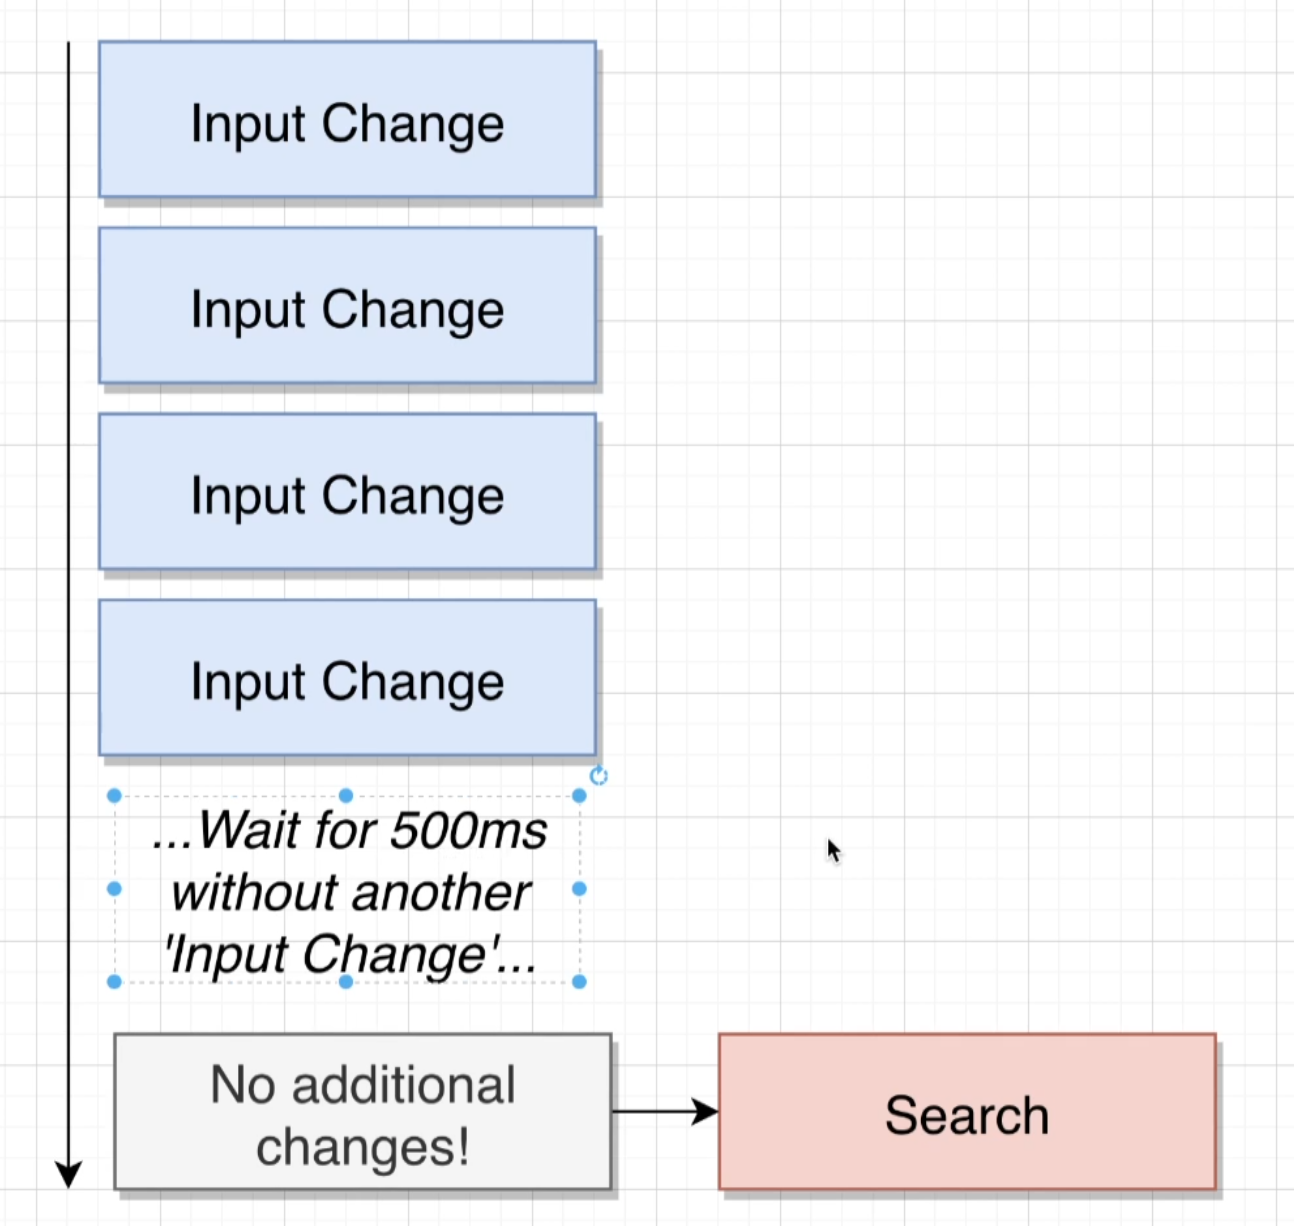 Input Change
Input Change
Input Change
Input Change
...Wait for 500ms
without another
'Input Change'...
No additional
changes!
Search